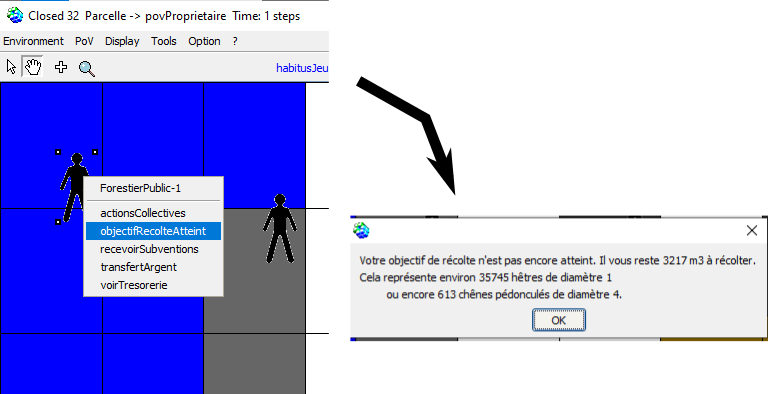 Closed 32 Parcelle -> povProprietaire Time: 1 steps
Environment PoV Display Tools Option ?
habitusJeu
ForestierPublic-1
actionsCollectives
objectifRecolteAtteint
recevoirSubventions
transfertArgent
voirTresorerie
Votre objectif de récolte n'est pas encore atteint. Il vous reste 3217 m3 à récolter.
Cela représente environ 35745 hêtres de diamètre 1
ou encore 613 chênes pédonculés de diamètre 4.
OK